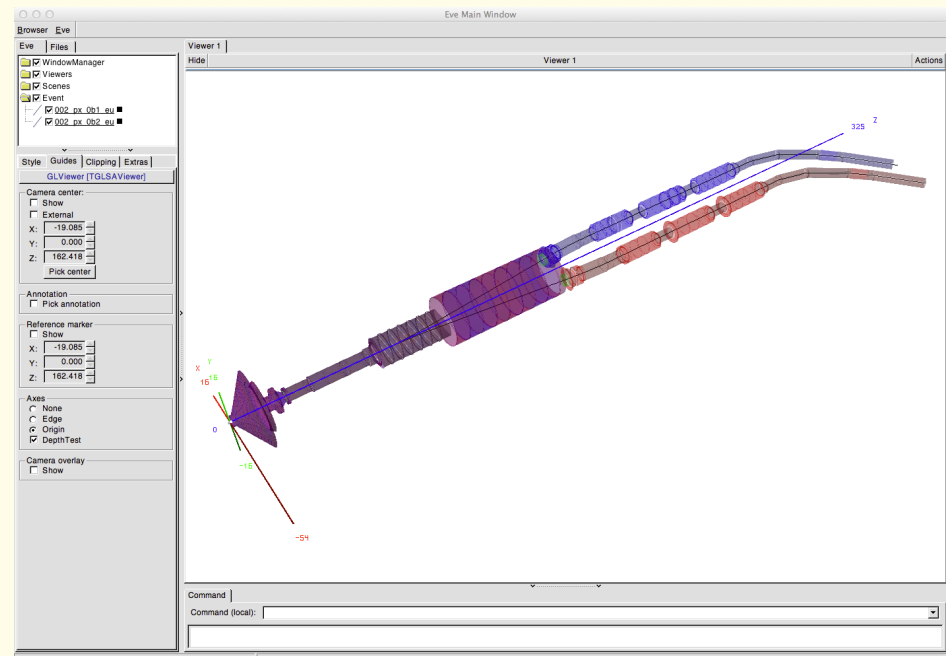 Eve Main Window
Browser Eve
Eve Files
WindowManager
Viewers
Scenes
Event
002_px_0b1_eu
002_px_0b2_eu
Style Guides Clipping Extras
GLViewer [TGLSAViewer]
Camera center:
Show
External
X: -19.085
Y: 0.000
Z: 162.418
Pick center
Annotation
Pick annotation
Reference marker
Show
X: -19.085
Y: 0.000
Z: 162.418
Axes
None
Edge
Origin
DepthTest
Camera overlay
Show
Viewer 1
Hide Viewer 1 Actions
325 Z
Y
X
16 16
0
-16
-54
Command
Command (local):